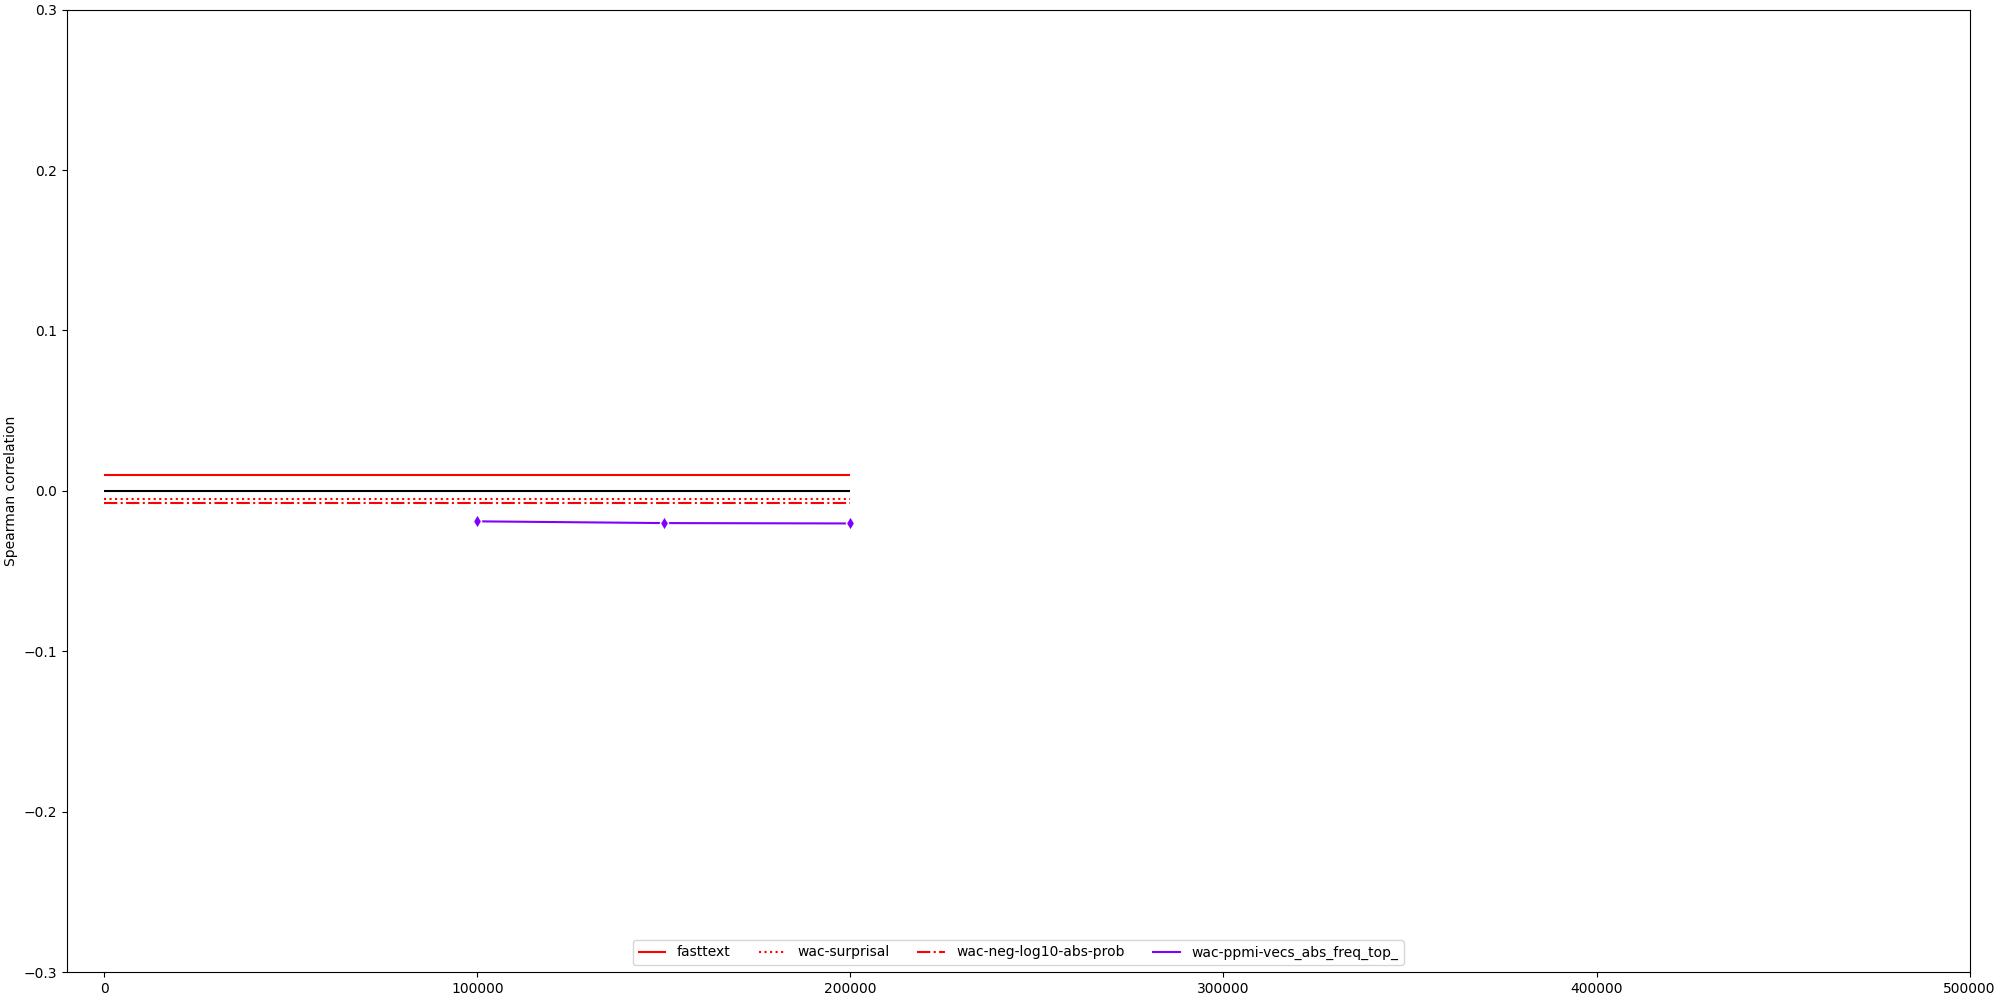 0.3
0.2
0.1
0.0
−0.1
−0.2
−0.3
Spearman correlation
0 100000 200000 300000 400000 500000
fasttext wac-surprisal wac-neg-log10-abs-prob wac-ppmi-vecs_abs_freq_top_